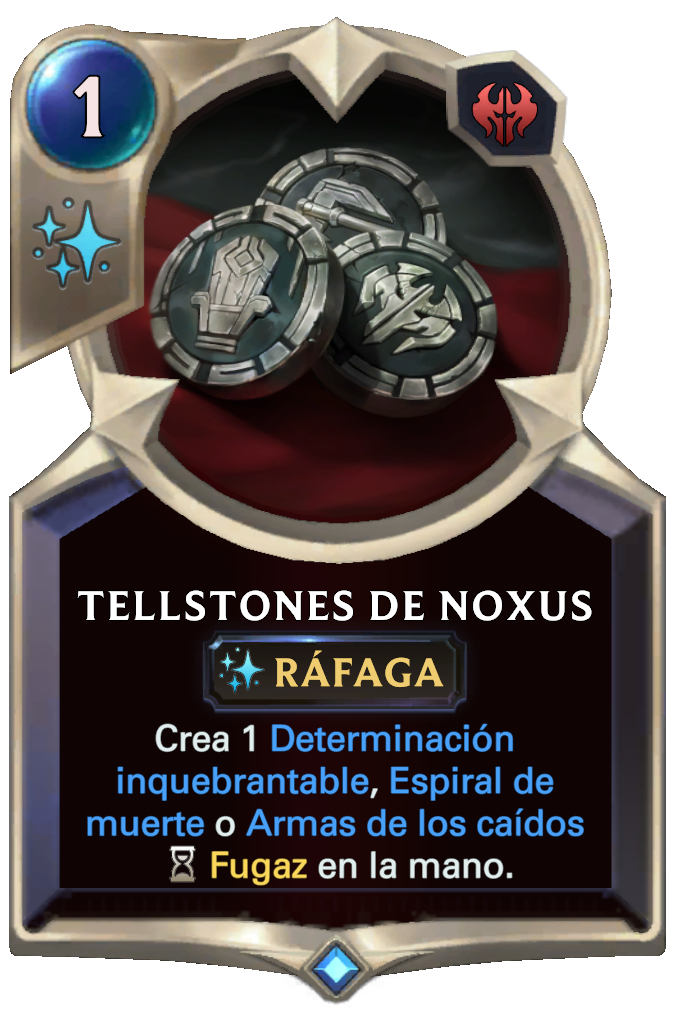 1
TELLSTONES DE NOXUS
RÁFAGA
Crea 1 Determinación
inquebrantable, Espiral de
muerte o Armas de los caídos
Fugaz en la mano.